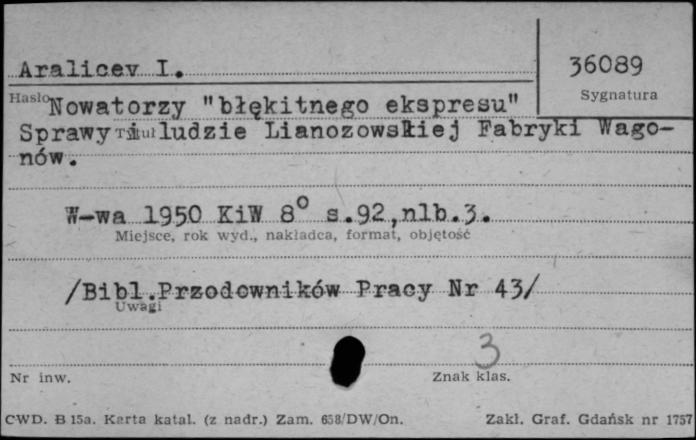 Aralicev I.
36089
Hasło
Sygnatura
Nowatorzy "błękitnego ekspresu"
Sprawy i ludzie Lianozowskiej Fabryki Wago-
Tytuł
nów.
W-wa 1950 KiW 8° s.92,nlb.3.
Miejsce, rok wyd., nakładca, format, objętość
/Bibl.Przodowników Pracy Nr 43/
Uwagi
3
Nr inw.
Znak klas.
CWD. B 15a. Karta katal. (z nadr.) Zam. 658/DW/On.
Zakł. Graf. Gdańsk nr 1757